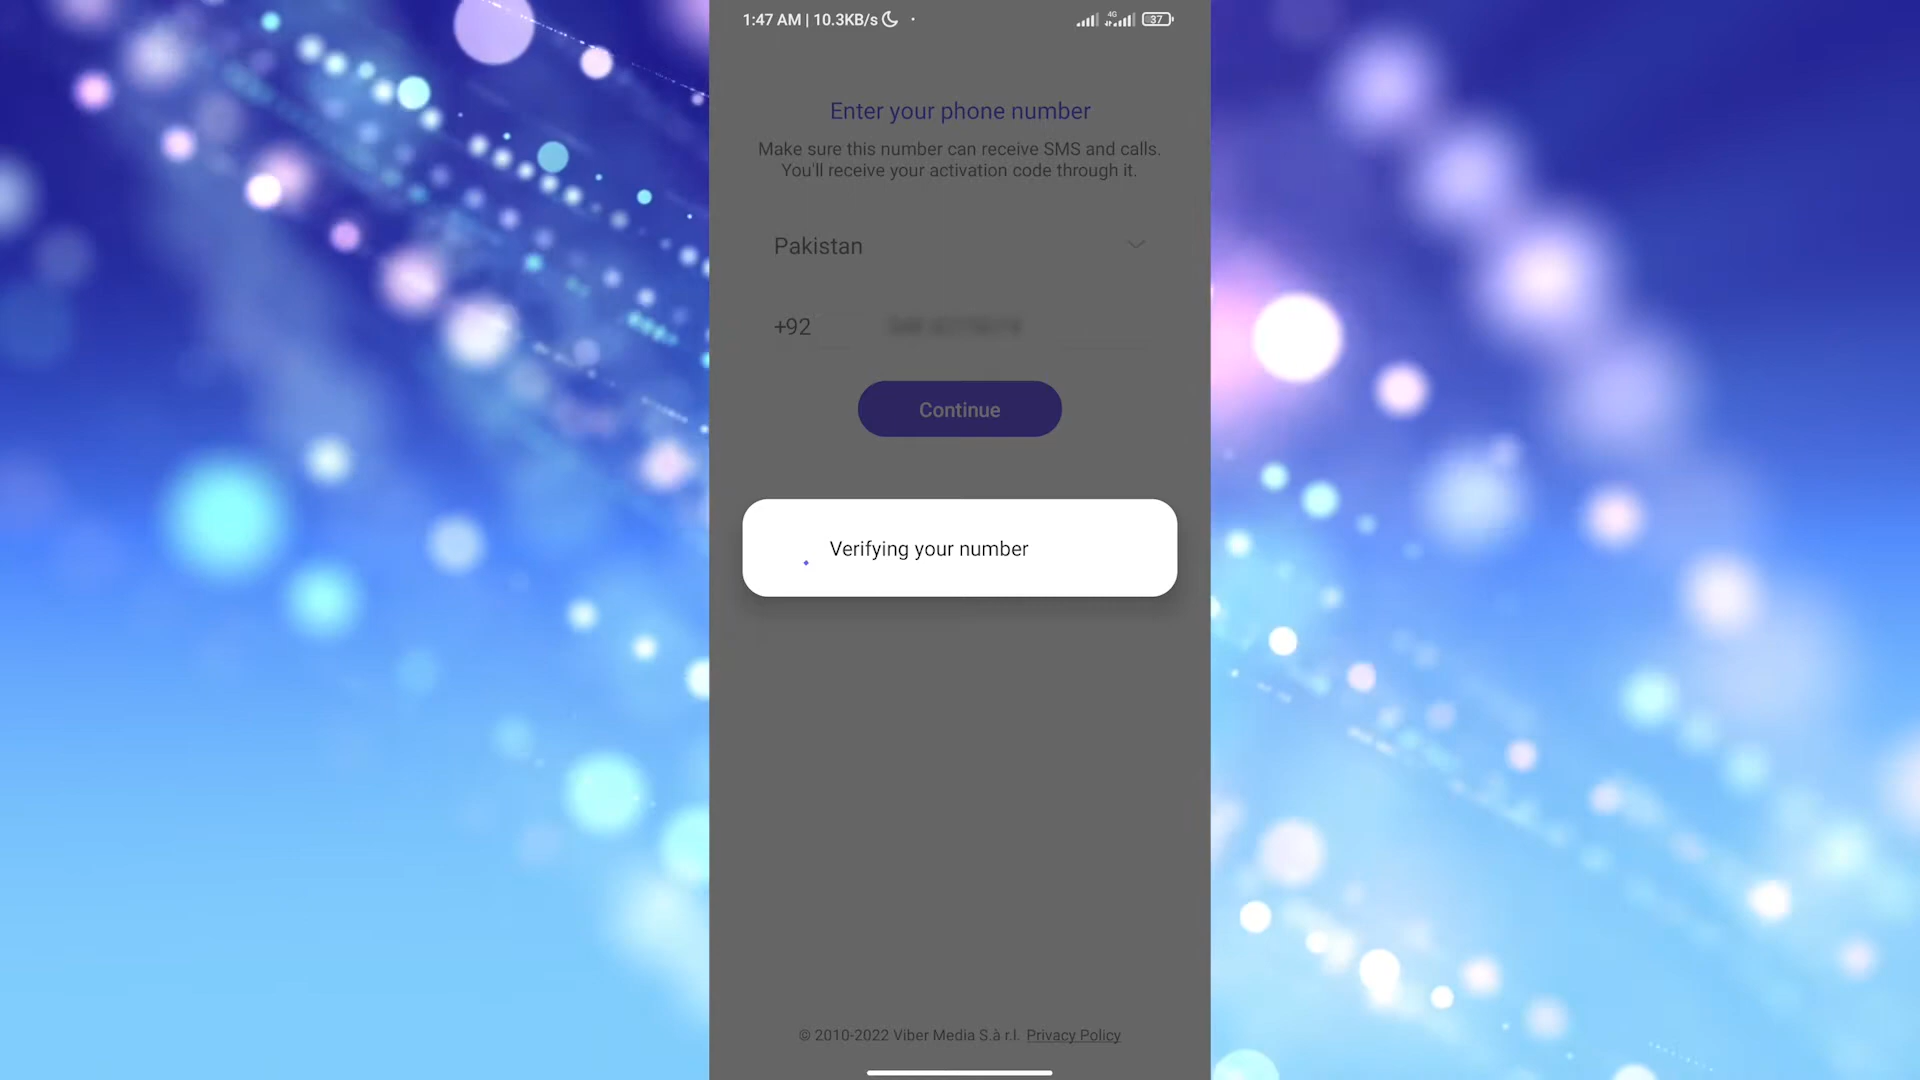 1:47 AM | 10.3KB/s
4G
37
Enter your phone number
Make sure this number can receive SMS and calls.
You'll receive your activation code through it.
Pakistan
+92
Continue
Verifying your number
© 2010-2022 Viber Media S.à r.l. Privacy Policy